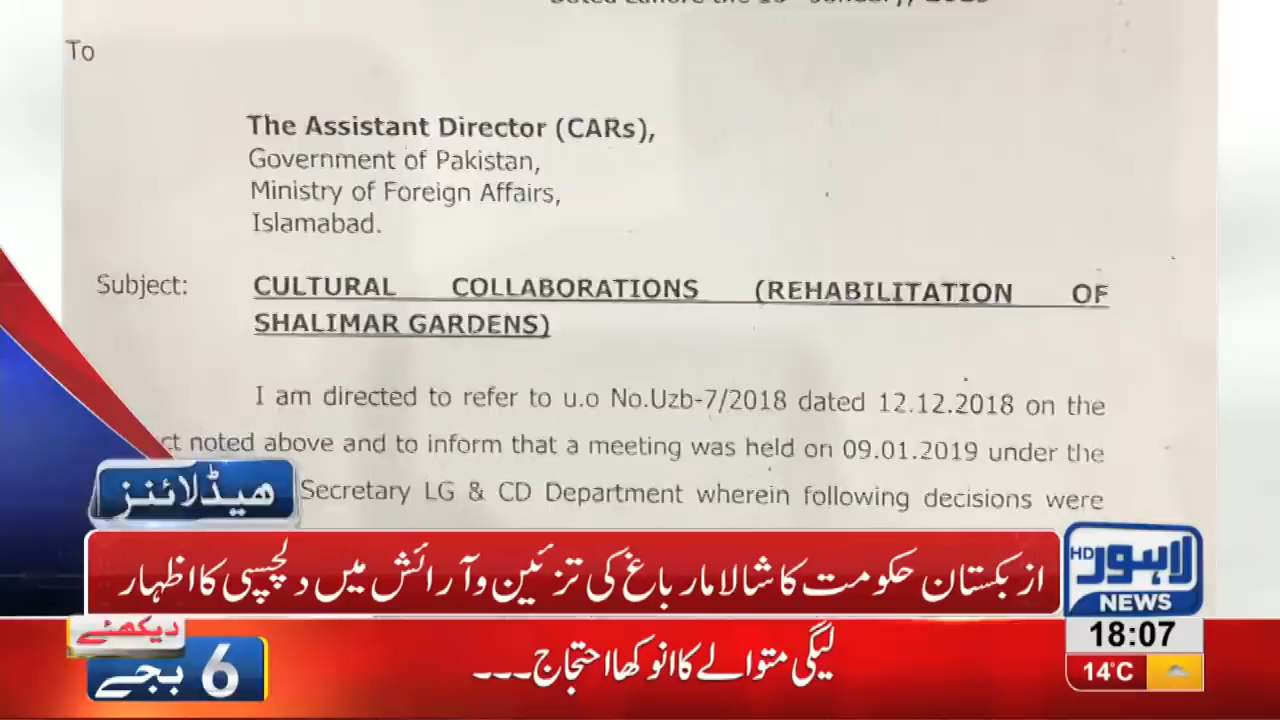 To
The Assistant Director (CARs),
Government of Pakistan,
Ministry of Foreign Affairs,
Islamabad.
Subject: CULTURAL COLLABORATIONS (REHABILITATION OF
SHALIMAR GARDENS)
I am directed to refer to u.o No.Uzb-7/2018 dated 12.12.2018 on the
ct noted above and to inform that a meeting was held on 09.01.2019 under the
Secretary LG & CD Department wherein following decisions were
ہیڈلائنز
ازبکستان حکومت کا شالامار باغ کی تزئین و آرائش میں دلچسپی کا اظہار
HD لاہور
NEWS
دیکھئے
6 بجے
لیگی متوالے کا انوکھا احتجاج۔۔۔
18:07
14°C